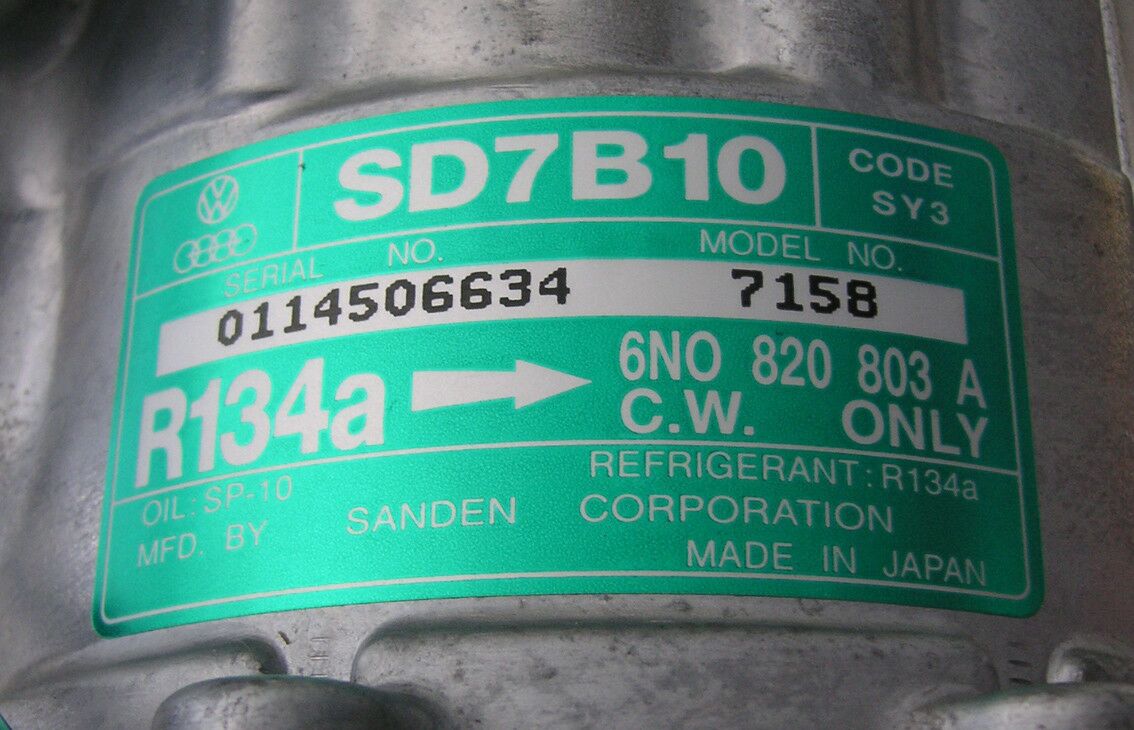 SD7B10
CODE
SY3
SERIAL NO. MODEL NO.
0114506634 7158
R134a
6N0 820 803 A
C.W. ONLY
OIL: SP-10
REFRIGERANT: R134a
MFD. BY SANDEN CORPORATION
MADE IN JAPAN